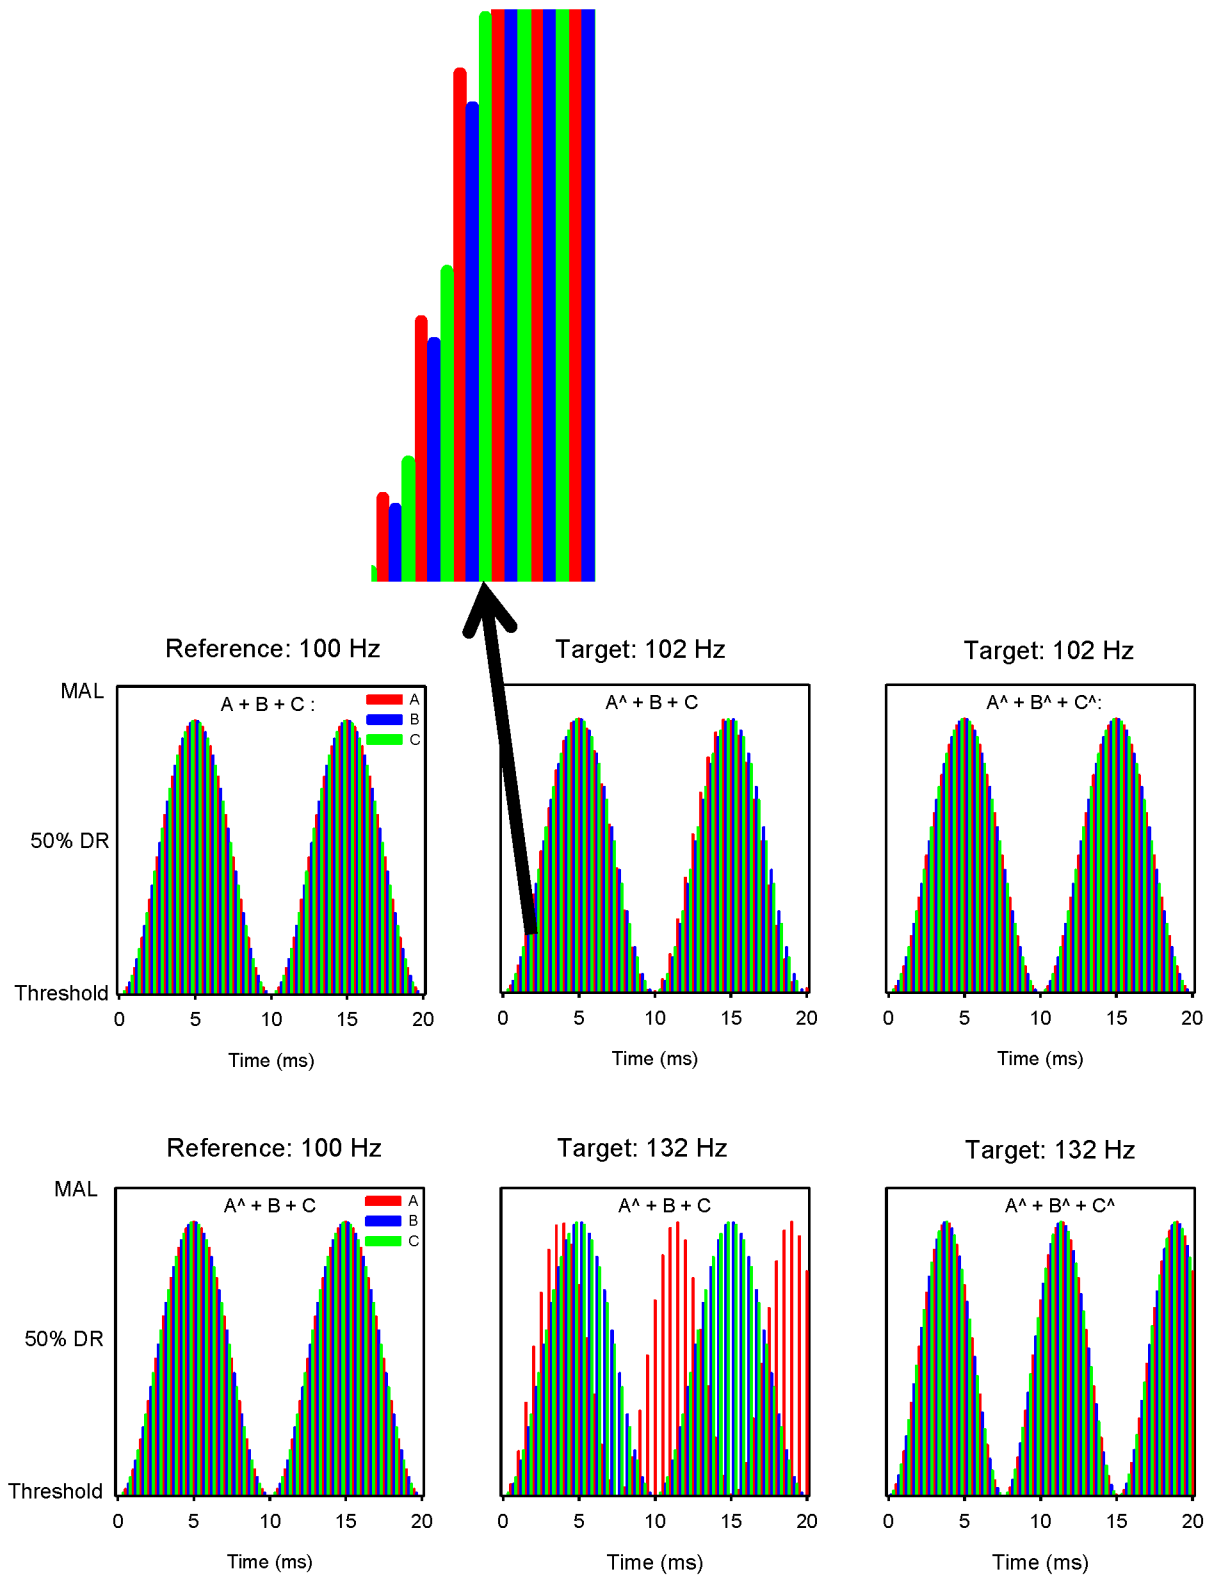 Reference: 100 Hz
Target: 102 Hz
Target: 102 Hz
MAL
50% DR
Threshold
A + B + C :
A
B
C
A^ + B + C
A^ + B^ + C^:
0 5 10 15 20
0 5 10 15 20
0 5 10 15 20
Time (ms)
Time (ms)
Time (ms)
Reference: 100 Hz
Target: 132 Hz
Target: 132 Hz
MAL
50% DR
Threshold
A^ + B + C
A
B
C
A^ + B + C
A^ + B^ + C^
0 5 10 15 20
0 5 10 15 20
0 5 10 15 20
Time (ms)
Time (ms)
Time (ms)